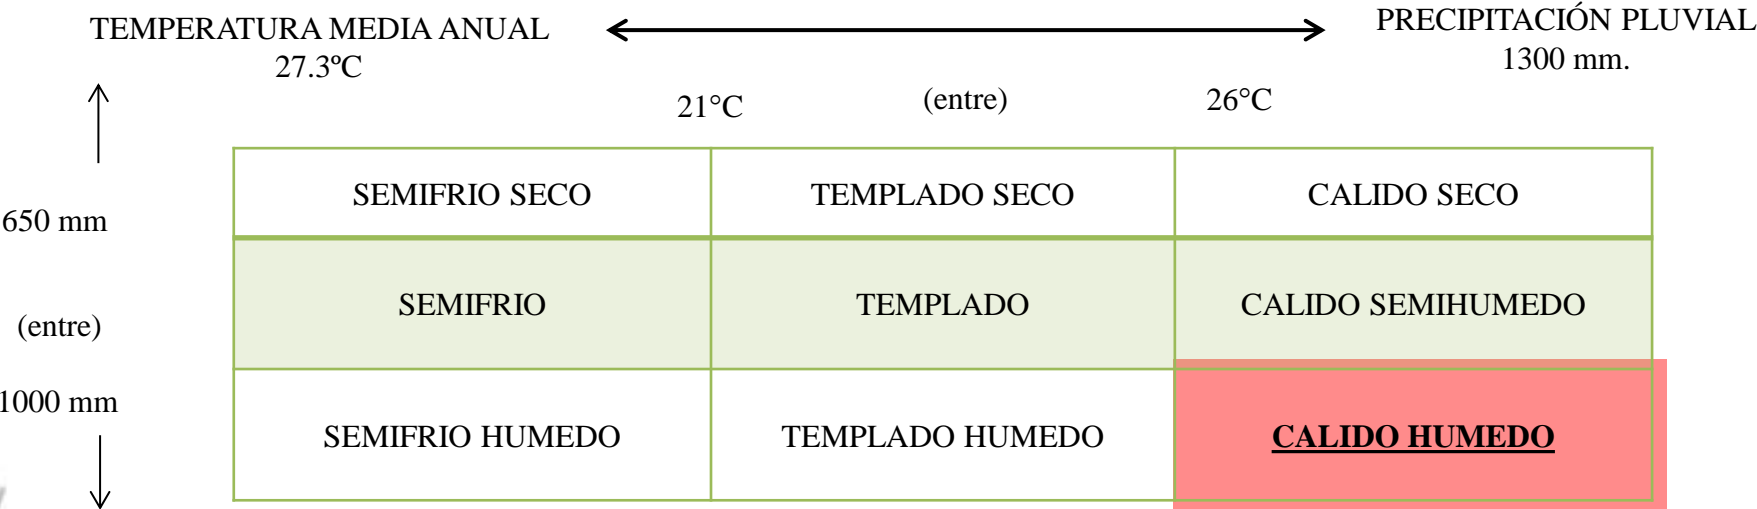 TEMPERATURA MEDIA ANUAL
27.3ºC
PRECIPITACIÓN PLUVIAL
1300 mm.
21°C
(entre)
26°C
SEMIFRIO SECO
TEMPLADO SECO
CALIDO SECO
650 mm
SEMIFRIO
TEMPLADO
CALIDO SEMIHUMEDO
(entre)
1000 mm
SEMIFRIO HUMEDO
TEMPLADO HUMEDO
CALIDO HUMEDO